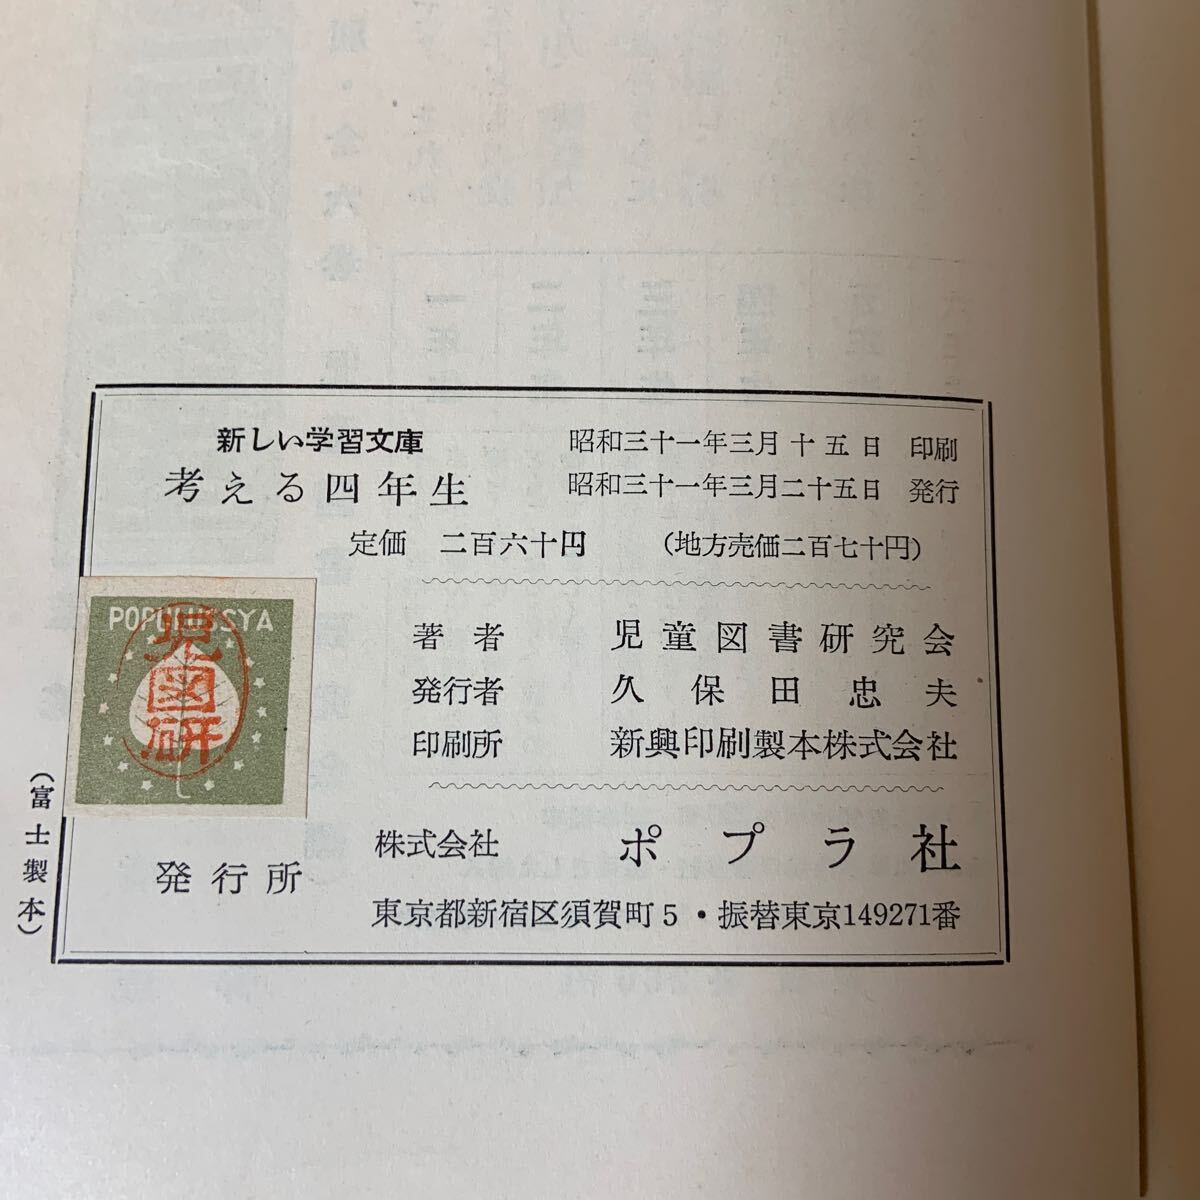 新しい学習文庫
考える四年生
昭和三十一年三月十五日 印刷
昭和三十一年三月二十五日 発行
定価 二百六十円 (地方売価二百七十円)
POPULUSSYA
児図研
著者 児童図書研究会
発行者 久保田忠夫
印刷所 新興印刷製本株式会社
発行所
株式会社 ポプラ社
東京都新宿区須賀町5・振替東京149271番
(富士製本)